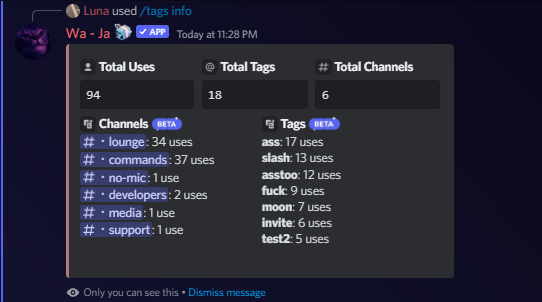 Luna used /tags info
Wa - Ja APP Today at 11:28 PM
Total Uses
94
@ Total Tags
18
# Total Channels
6
Channels BETA
# · lounge: 34 uses
# · commands: 37 uses
# · no-mic: 1 use
# · developers: 2 uses
# · media: 1 use
# · support: 1 use
Tags BETA
ass: 17 uses
slash: 13 uses
asstoo: 12 uses
fuck: 9 uses
moon: 7 uses
invite: 6 uses
test2: 5 uses
Only you can see this • Dismiss message